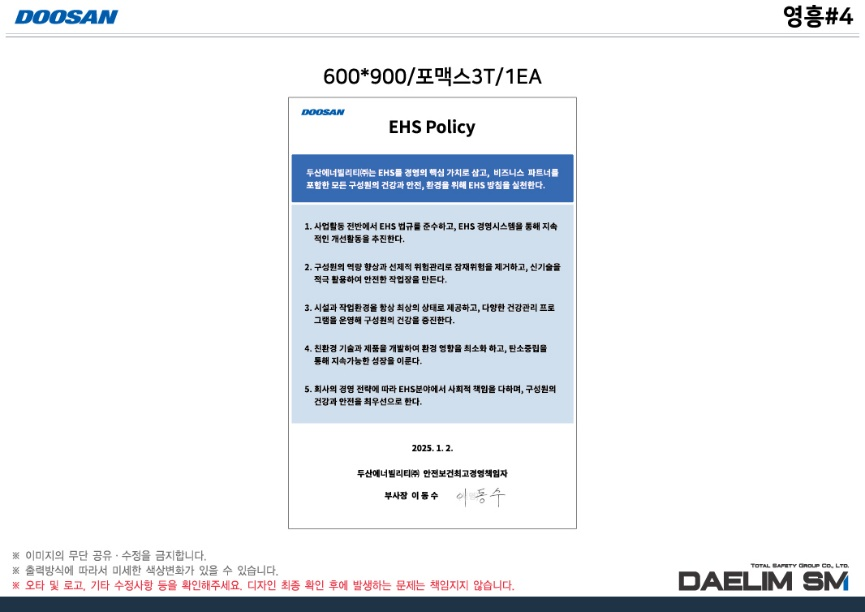 DOOSAN
영흥#4
600*900/포맥스3T/1EA
DOOSAN
EHS Policy
두산에너빌리티㈜는 EHS를 경영의 핵심 가치로 삼고, 비즈니스 파트너를
포함한 모든 구성원의 건강과 안전, 환경을 위해 EHS 방침을 실천한다.
1. 사업활동 전반에서 EHS 법규를 준수하고, EHS 경영시스템을 통해 지속
적인 개선활동을 추진한다.
2. 구성원의 역량 향상과 선제적 위험관리로 잠재위험을 제거하고, 신기술을
적극 활용하여 안전한 작업장을 만든다.
3. 시설과 작업환경을 항상 최상의 상태로 제공하고, 다양한 건강관리 프로
그램을 운영해 구성원의 건강을 증진한다.
4. 친환경 기술과 제품을 개발하여 환경 영향을 최소화 하고, 탄소중립을
통해 지속가능한 성장을 이룬다.
5. 회사의 경영 전략에 따라 EHS분야에서 사회적 책임을 다하며, 구성원의
건강과 안전을 최우선으로 한다.
2025. 1. 2.
두산에너빌리티㈜ 안전보건최고경영책임자
부사장 이 동 수 이동수
※ 이미지의 무단 공유 · 수정을 금지합니다.
※ 출력방식에 따라서 미세한 색상변화가 있을 수 있습니다.
※ 오타 및 로고, 기타 수정사항 등을 확인해주세요. 디자인 최종 확인 후에 발생하는 문제는 책임지지 않습니다.
TOTAL SAFETY GROUP CO., LTD.
DAELIM SM